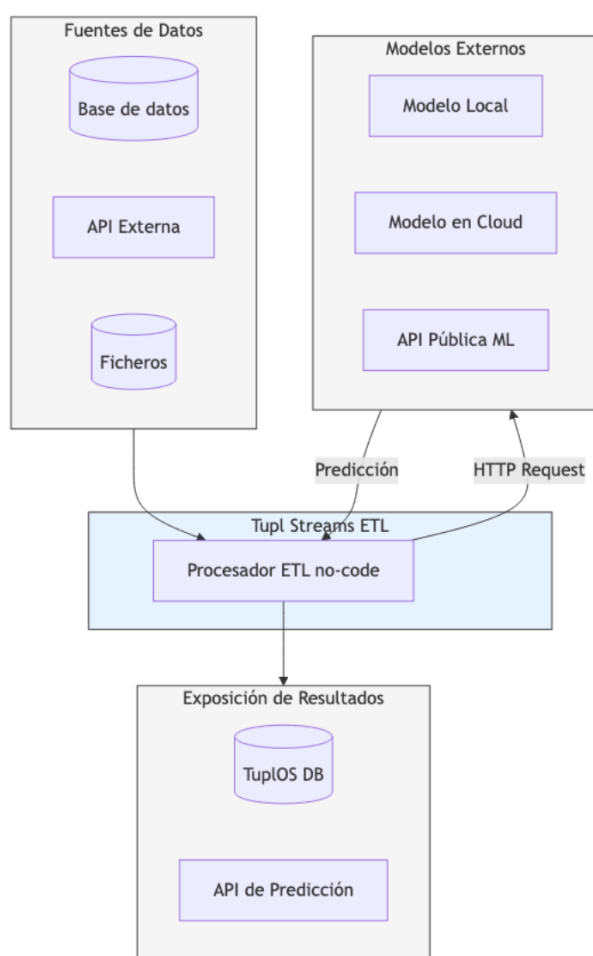 Fuentes de Datos
Base de datos
API Externa
Ficheros
Modelos Externos
Modelo Local
Modelo en Cloud
API Pública ML
Predicción
HTTP Request
Tupl Streams ETL
Procesador ETL no-code
Exposición de Resultados
TuplOS DB
API de Predicción